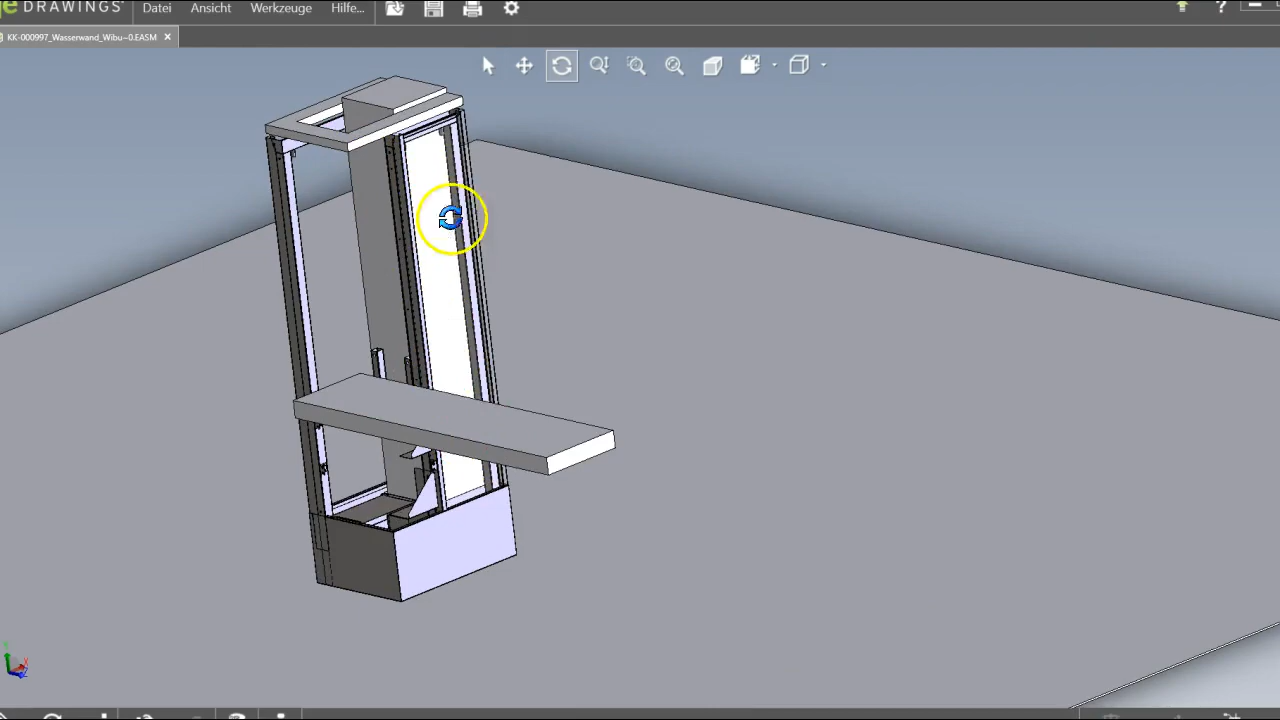 e DRAWINGS Datei Ansicht Werkzeuge Hilfe...
KK-000997_Wasserwand_Wibu~0.EASM